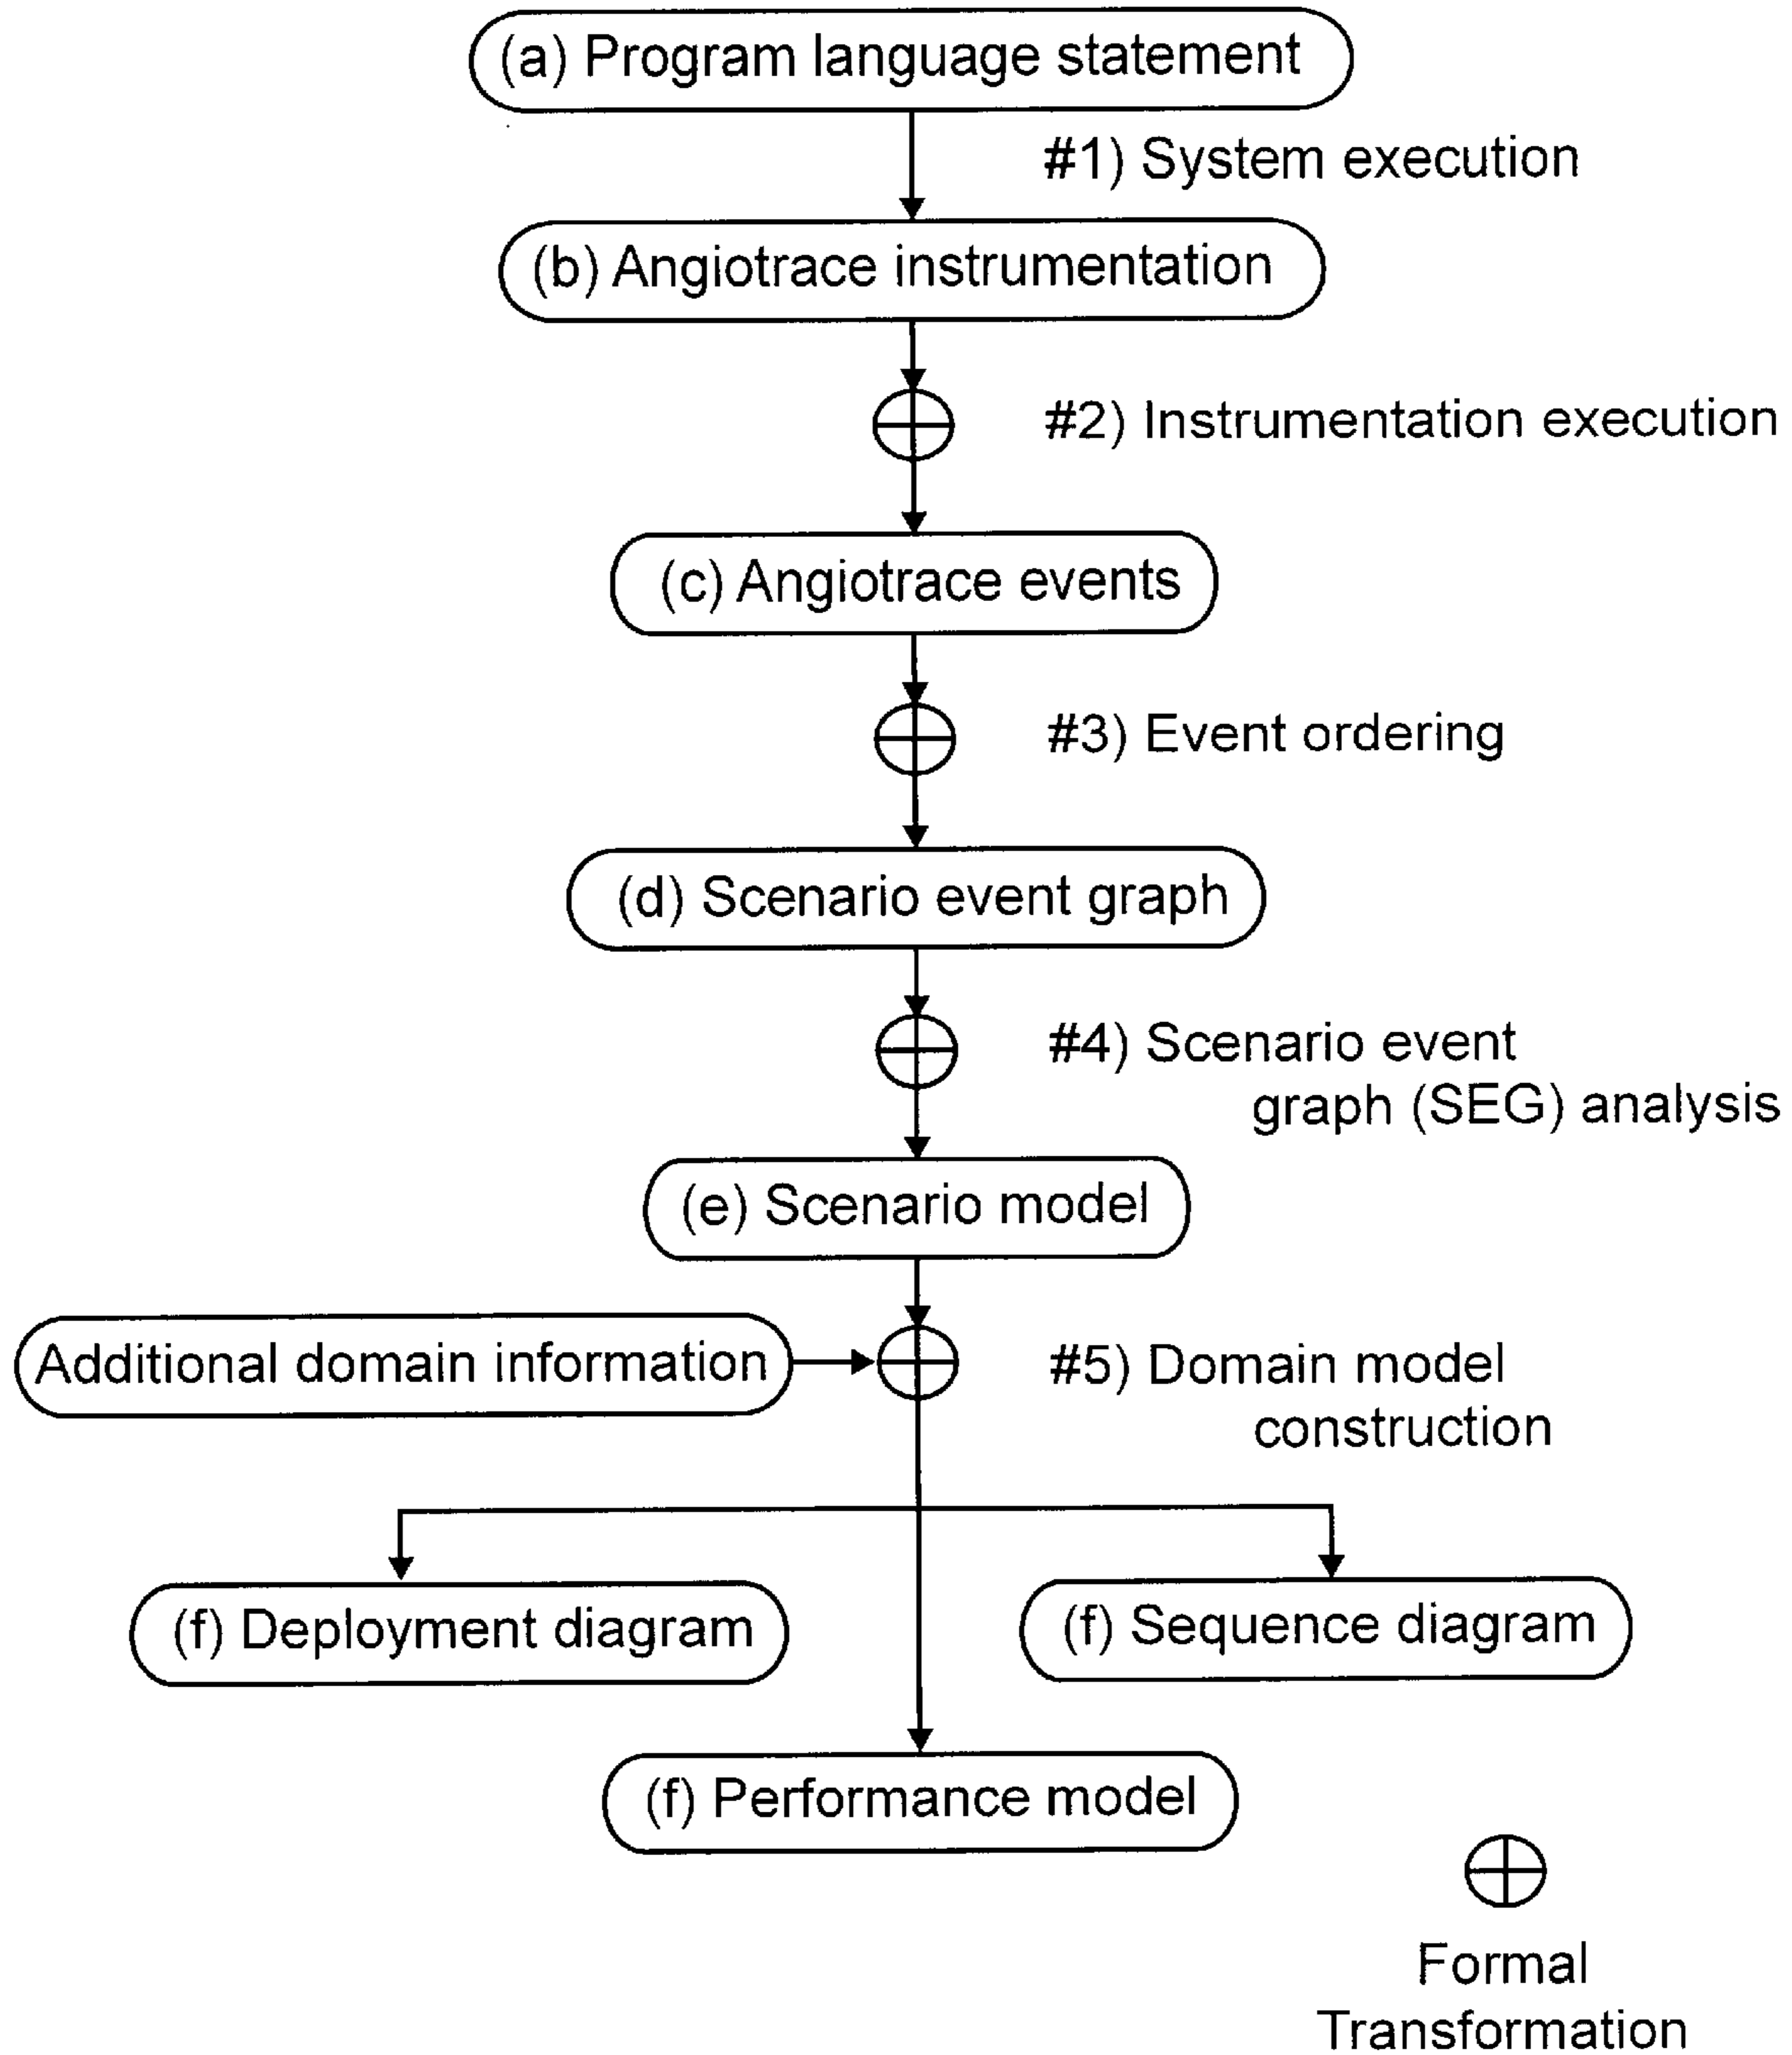 (a) Program language statement
#1) System execution
(b) Angiotrace instrumentation
#2) Instrumentation execution
(c) Angiotrace events
#3) Event ordering
(d) Scenario event graph
#4) Scenario event
graph (SEG) analysis
(e) Scenario model
Additional domain information
#5) Domain model
construction
(f) Deployment diagram
(f) Sequence diagram
(f) Performance model
Formal
Transformation